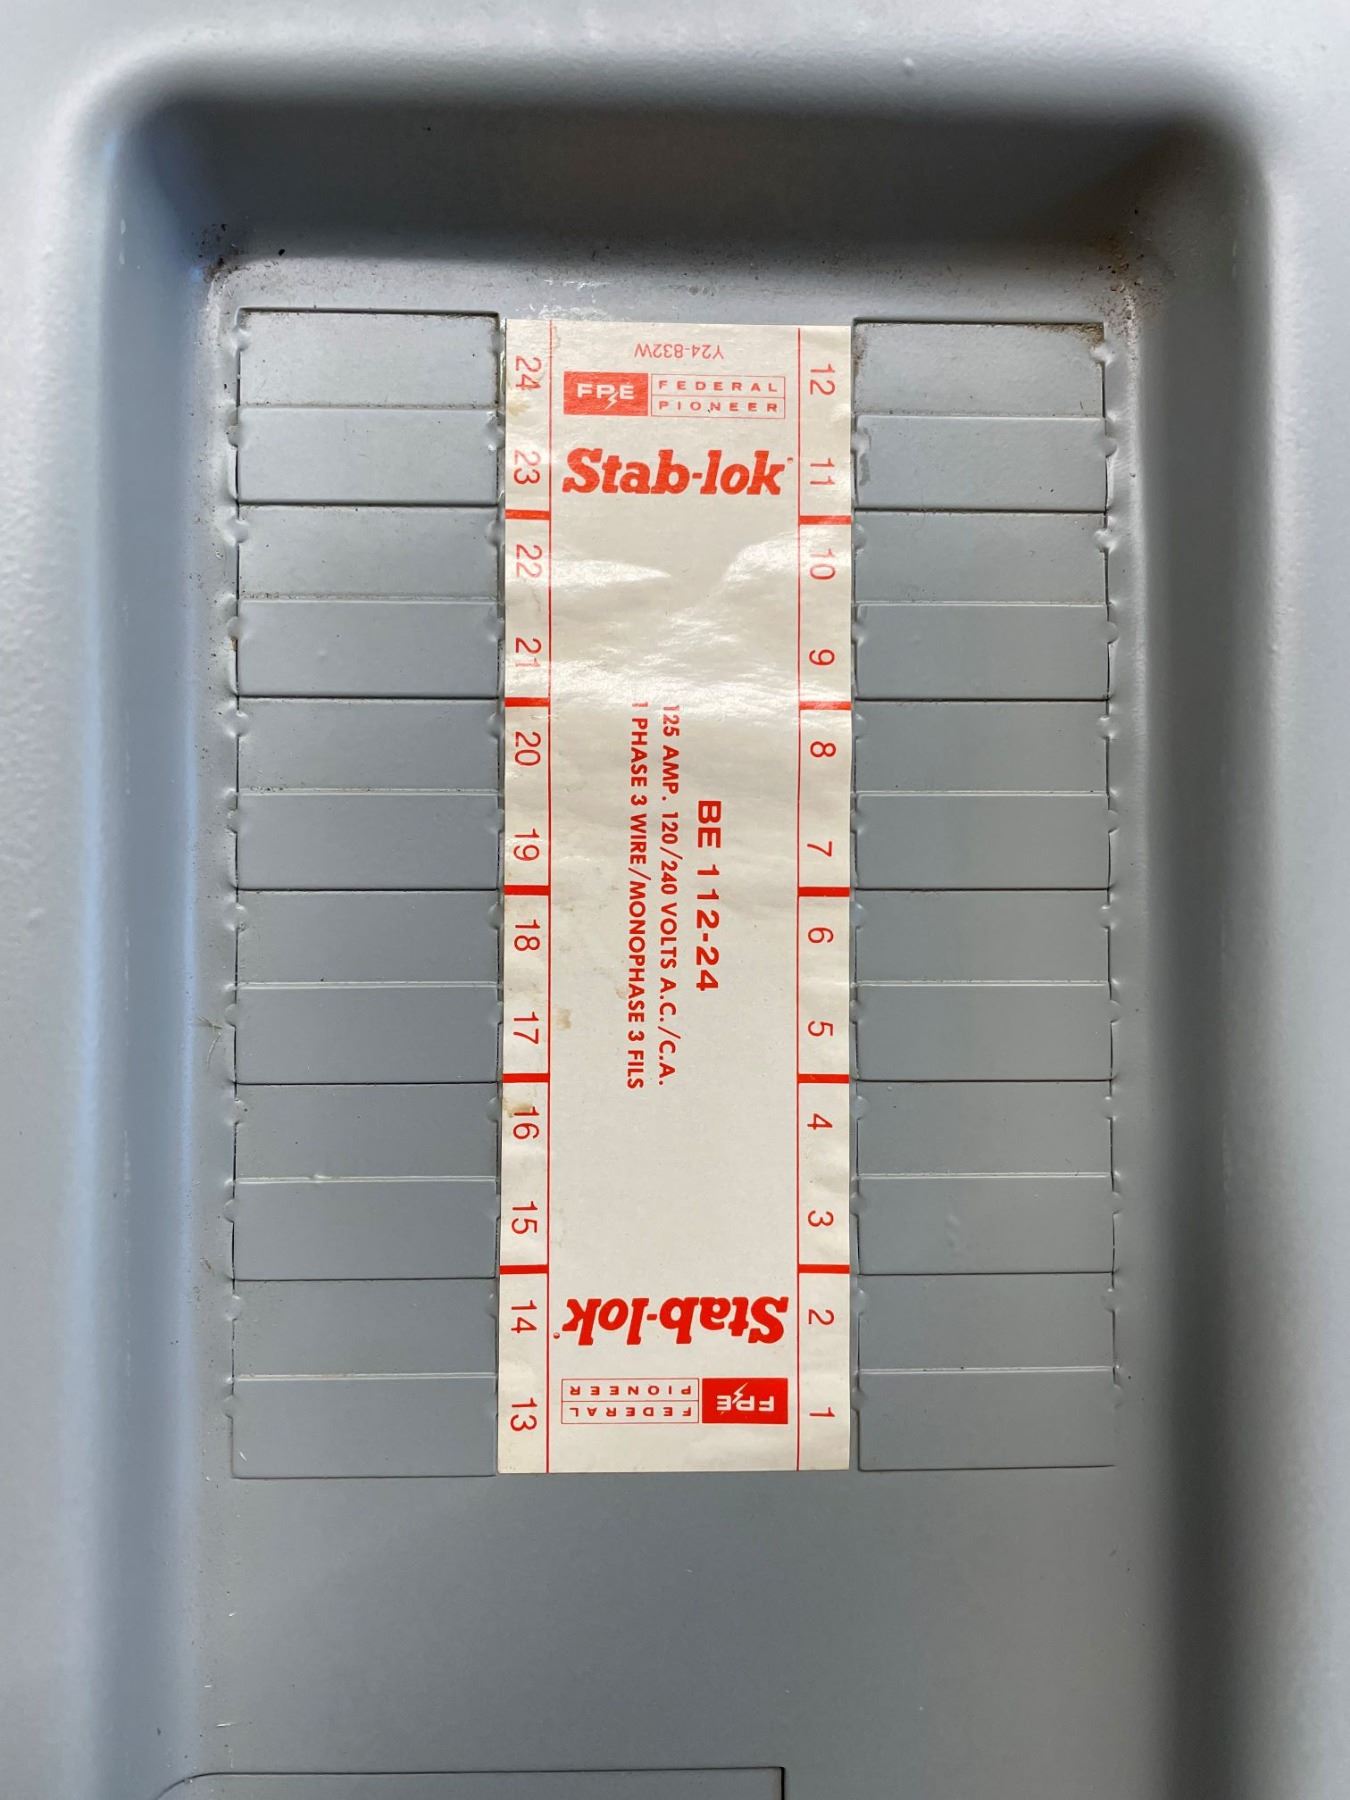 Y24-832W
FPE FEDERAL
PIONEER
Stab-lok
24 12
23 11
22 10
21 9
20 8
19 7
18 6
17 5
16 4
15 3
14 2
13 1
BE 112-24
125 AMP. 120/240 VOLTS A.C./C.A.
1 PHASE 3 WIRE/MONOPHASE 3 FILS
Stab-lok
FPE FEDERAL
PIONEER